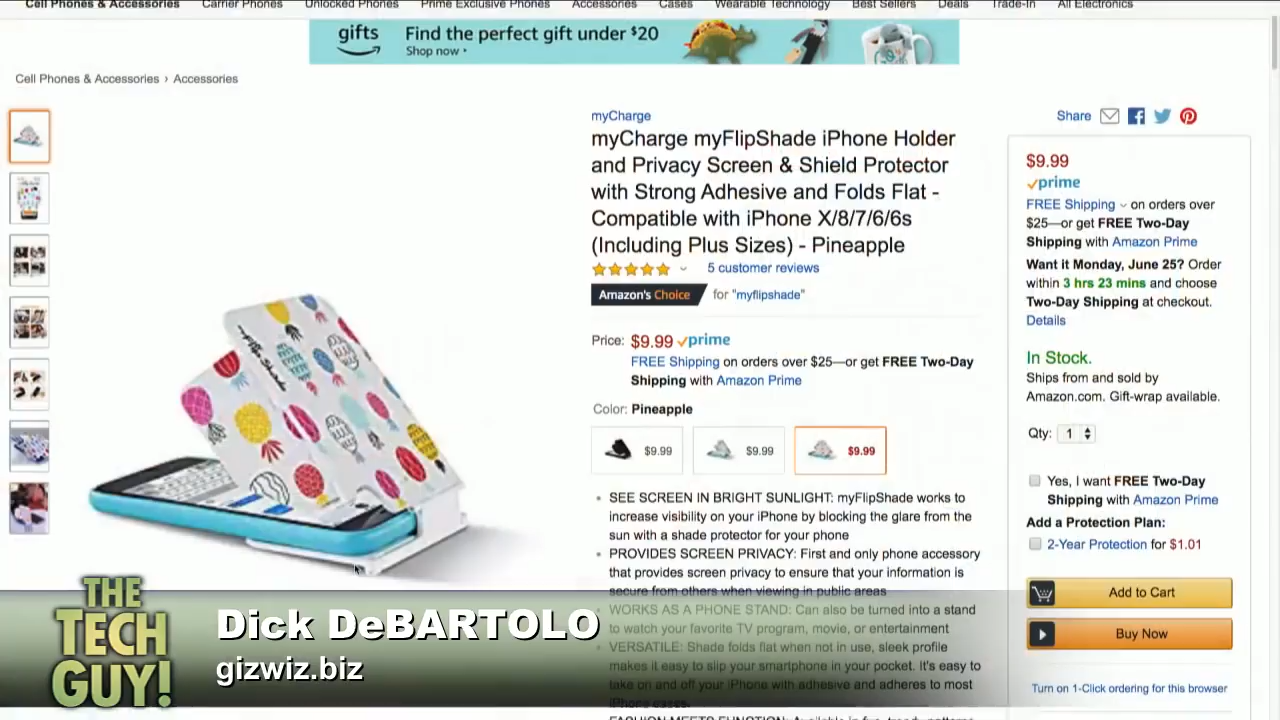 Cell Phones & Accessories Carrier Phones Unlocked Phones Prime Exclusive Phones Accessories Cases Wearable Technology Best Sellers Deals Trade-In All Electronics
gifts
Find the perfect gift under $20
Shop now
Cell Phones & Accessories › Accessories
myCharge
myCharge myFlipShade iPhone Holder
and Privacy Screen & Shield Protector
with Strong Adhesive and Folds Flat -
Compatible with iPhone X/8/7/6/6s
(Including Plus Sizes) - Pineapple
5 customer reviews
Amazon's Choice for "myflipshade"
Price: $9.99 prime
FREE Shipping on orders over $25—or get FREE Two-Day
Shipping with Amazon Prime
Color: Pineapple
$9.99
$9.99
$9.99
• SEE SCREEN IN BRIGHT SUNLIGHT: myFlipShade works to
increase visibility on your iPhone by blocking the glare from the
sun with a shade protector for your phone
• PROVIDES SCREEN PRIVACY: First and only phone accessory
that provides screen privacy to ensure that your information is
secure from others when viewing in public areas
• WORKS AS A PHONE STAND: Can also be turned into a stand
to watch your favorite TV program, movie, or entertainment
• VERSATILE: Shade folds flat when not in use, sleek profile
makes it easy to slip your smartphone in your pocket. It's easy to
take on and off your iPhone with adhesive and adheres to most
iPhone cases.
FASHION MEETS FUNCTION: Available in fun, trendy patterns
Share
$9.99
prime
FREE Shipping on orders over
$25—or get FREE Two-Day
Shipping with Amazon Prime
Want it Monday, June 25? Order
within 3 hrs 23 mins and choose
Two-Day Shipping at checkout.
Details
In Stock.
Ships from and sold by
Amazon.com. Gift-wrap available.
Qty: 1
Yes, I want FREE Two-Day
Shipping with Amazon Prime
Add a Protection Plan:
2-Year Protection for $1.01
Add to Cart
Buy Now
Turn on 1-Click ordering for this browser
myFlipShade
THE
TECH
GUY!
Dick DeBARTOLO
gizwiz.biz